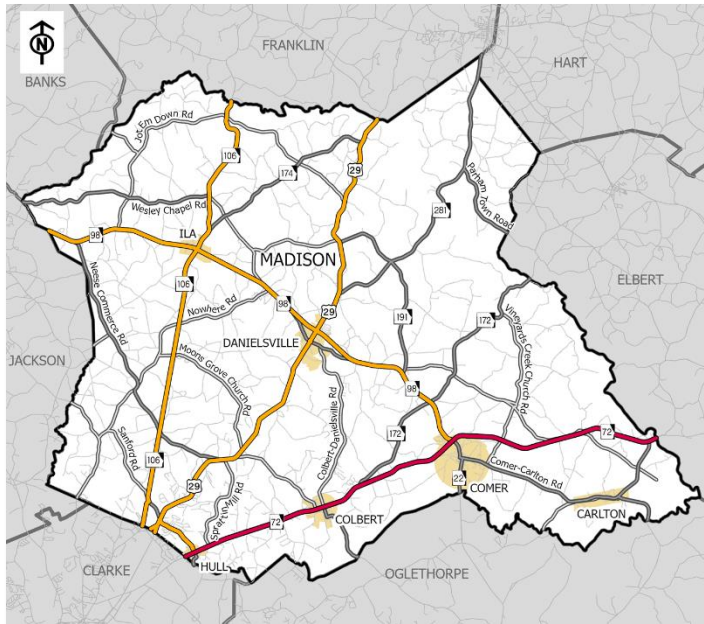 N
FRANKLIN
HART
BANKS
Jot-Em Down Rd
106
29
174
Parham Town Road
Wesley Chapel Rd
281
98
ILA
MADISON
ELBERT
Neese Commerce Rd
106
Nowhere Rd
98
29
191
172
Vineyards Creek Church Rd
DANIELSVILLE
JACKSON
Moons Grove Church Rd
98
Colbert-Danielsville Rd
Sanford Rd
172
72
106
29
Comer-Carlton Rd
22
COMER
Spratlin Mill Rd
CARLTON
72
COLBERT
HULL
CLARKE
OGLETHORPE